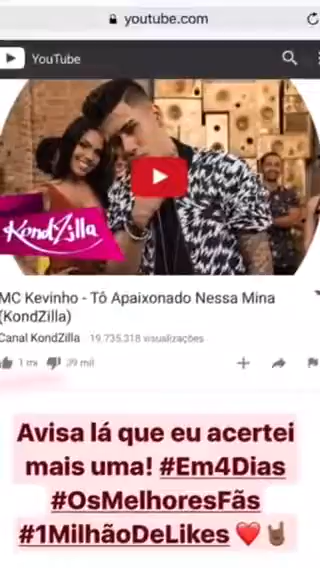 youtube.com
YouTube
KondZilla
MC Kevinho - Tô Apaixonado Nessa Mina
(KondZilla)
Canal KondZilla 19.735.318 visualizações
1 mi 39 mil
Avisa lá que eu acertei
mais uma! #Em4Dias
#OsMelhoresFãs
#1MilhãoDeLikes ❤️🤘🏾